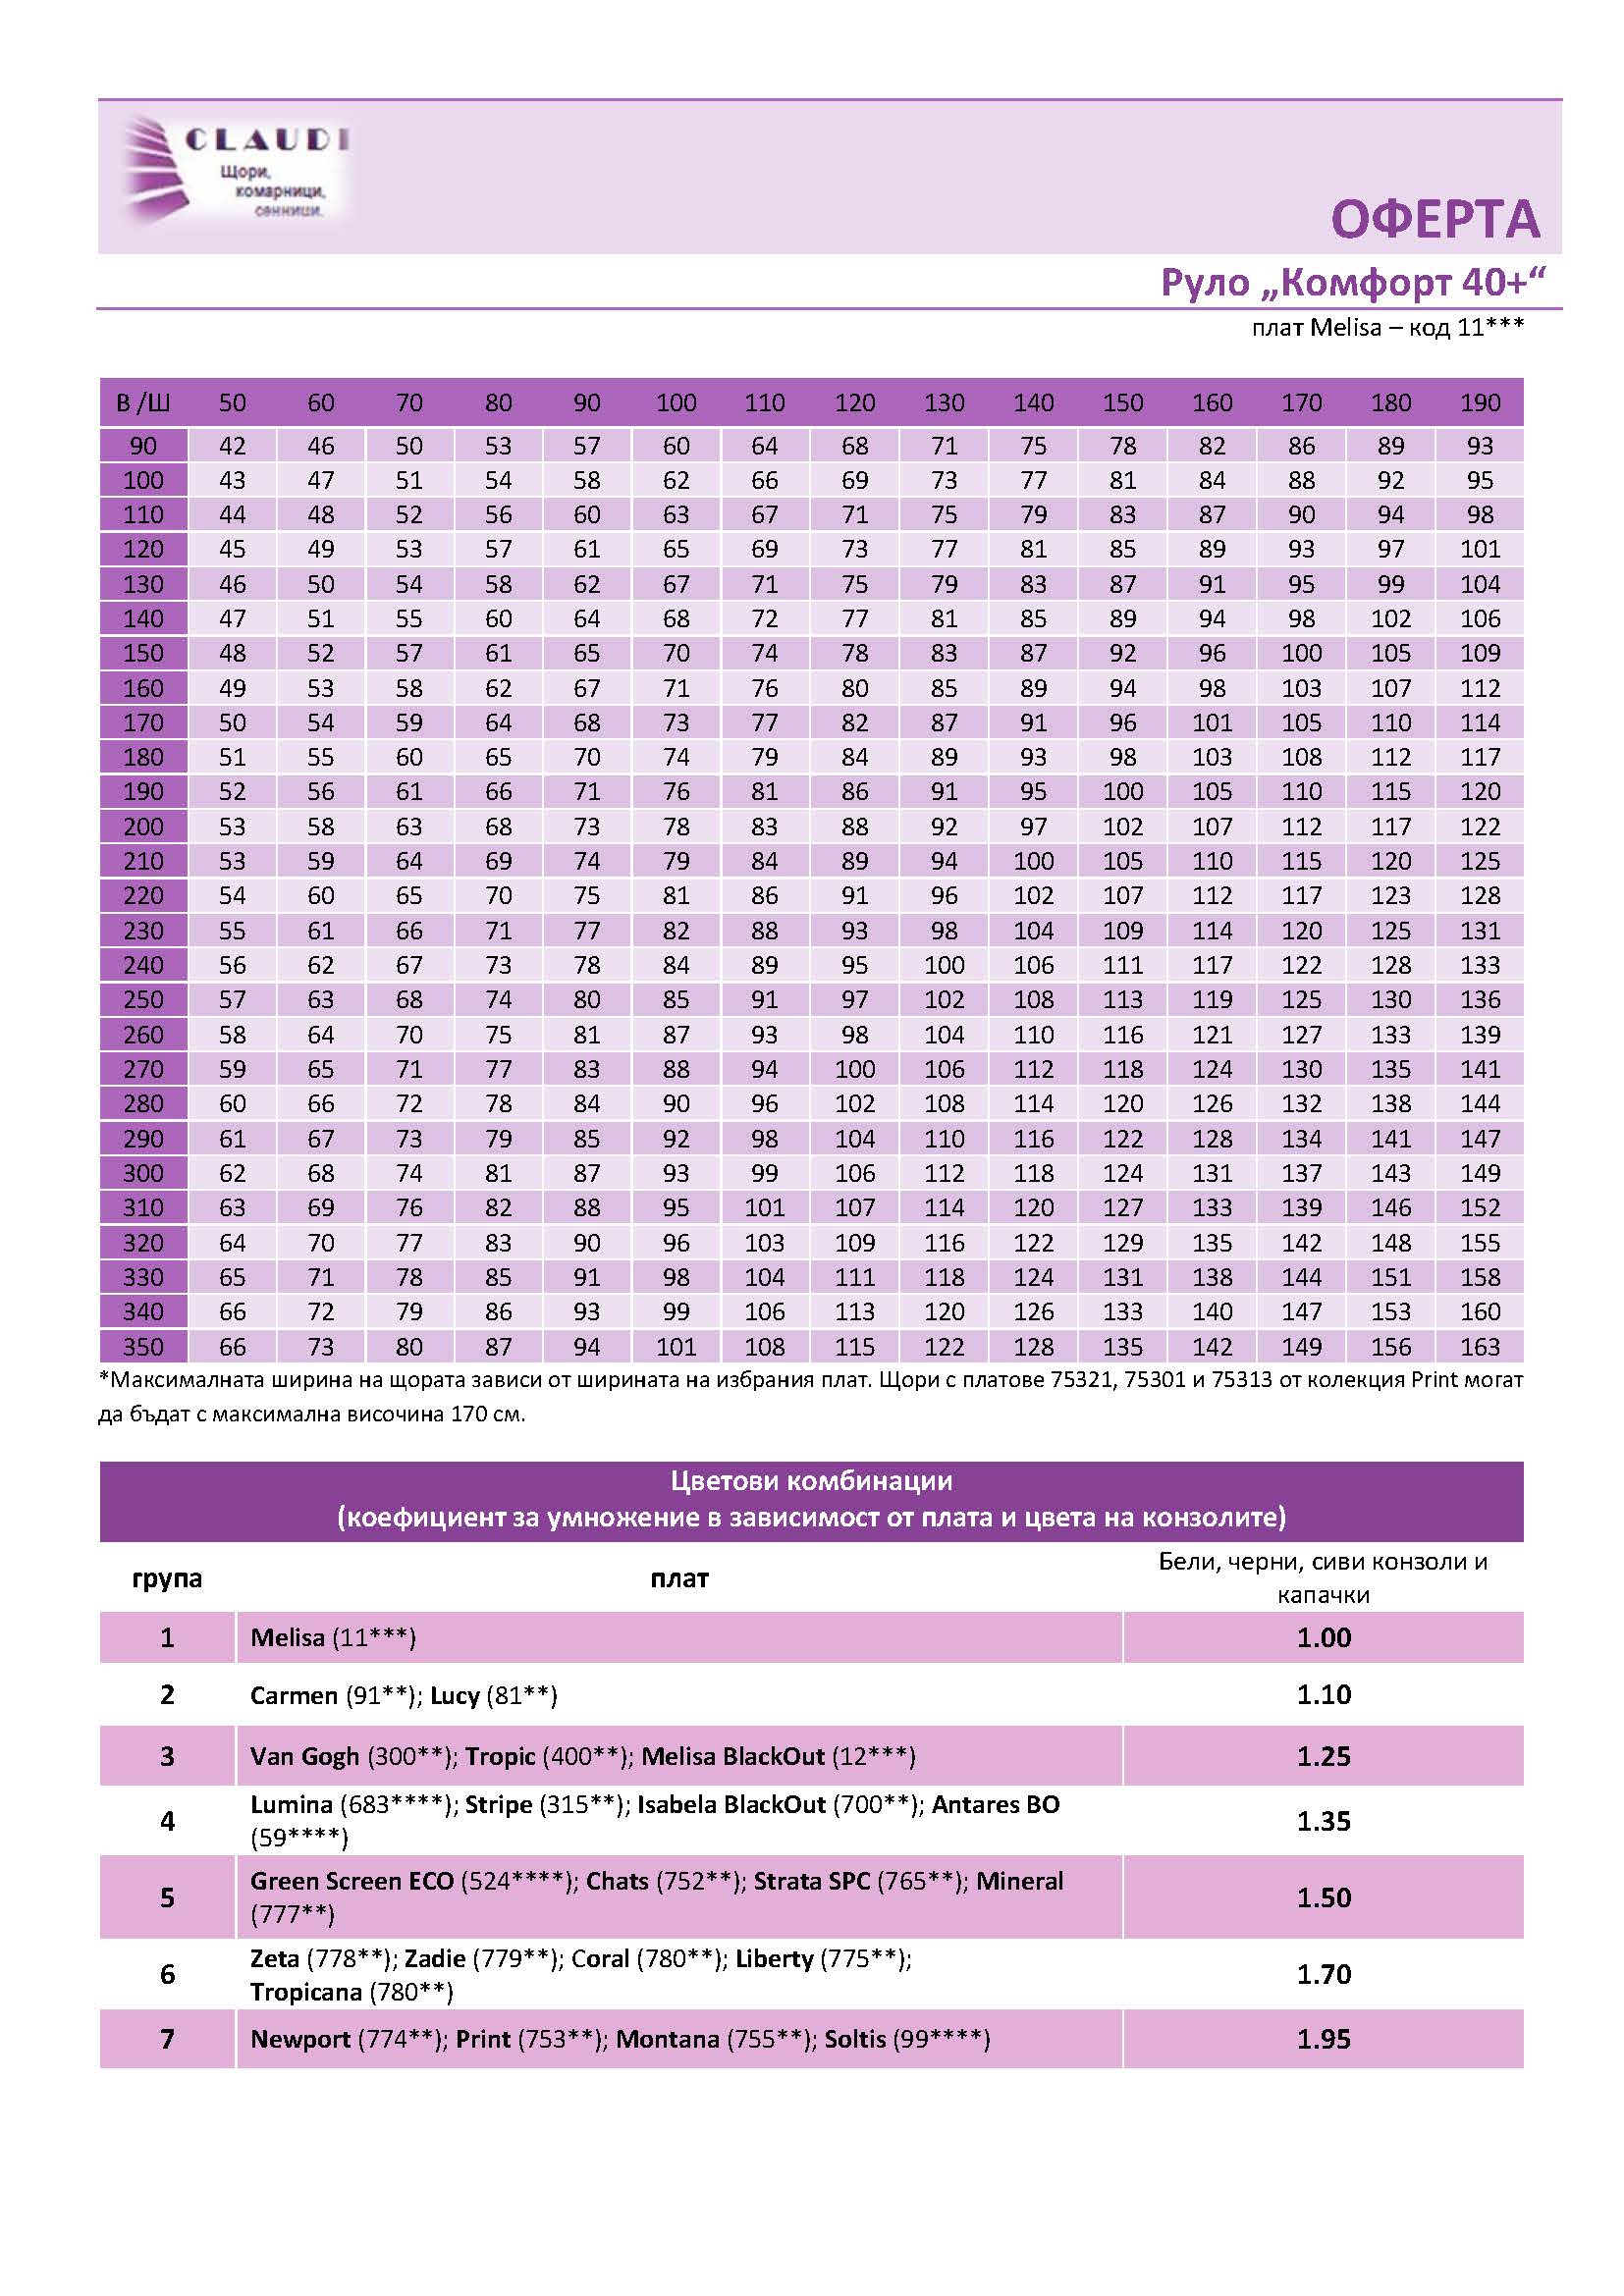 CLAUDI
Щори,
комарници,
сенници.
ОФЕРТА
Руло „Комфорт 40+“
плат Melisa – код 11***
В /Ш 50 60 70 80 90 100 110 120 130 140 150 160 170 180 190
90 42 46 50 53 57 60 64 68 71 75 78 82 86 89 93
100 43 47 51 54 58 62 66 69 73 77 81 84 88 92 95
110 44 48 52 56 60 63 67 71 75 79 83 87 90 94 98
120 45 49 53 57 61 65 69 73 77 81 85 89 93 97 101
130 46 50 54 58 62 67 71 75 79 83 87 91 95 99 104
140 47 51 55 60 64 68 72 77 81 85 89 94 98 102 106
150 48 52 57 61 65 70 74 78 83 87 92 96 100 105 109
160 49 53 58 62 67 71 76 80 85 89 94 98 103 107 112
170 50 54 59 64 68 73 77 82 87 91 96 101 105 110 114
180 51 55 60 65 70 74 79 84 89 93 98 103 108 112 117
190 52 56 61 66 71 76 81 86 91 95 100 105 110 115 120
200 53 58 63 68 73 78 83 88 92 97 102 107 112 117 122
210 53 59 64 69 74 79 84 89 94 100 105 110 115 120 125
220 54 60 65 70 75 81 86 91 96 102 107 112 117 123 128
230 55 61 66 71 77 82 88 93 98 104 109 114 120 125 131
240 56 62 67 73 78 84 89 95 100 106 111 117 122 128 133
250 57 63 68 74 80 85 91 97 102 108 113 119 125 130 136
260 58 64 70 75 81 87 93 98 104 110 116 121 127 133 139
270 59 65 71 77 83 88 94 100 106 112 118 124 130 135 141
280 60 66 72 78 84 90 96 102 108 114 120 126 132 138 144
290 61 67 73 79 85 92 98 104 110 116 122 128 134 141 147
300 62 68 74 81 87 93 99 106 112 118 124 131 137 143 149
310 63 69 76 82 88 95 101 107 114 120 127 133 139 146 152
320 64 70 77 83 90 96 103 109 116 122 129 135 142 148 155
330 65 71 78 85 91 98 104 111 118 124 131 138 144 151 158
340 66 72 79 86 93 99 106 113 120 126 133 140 147 153 160
350 66 73 80 87 94 101 108 115 122 128 135 142 149 156 163
*Максималната ширина на щората зависи от ширината на избрания плат. Щори с платове 75321, 75301 и 75313 от колекция Print могат
да бъдат с максимална височина 170 см.
Цветови комбинации
(коефициент за умножение в зависимост от плата и цвета на конзолите)
група плат Бели, черни, сиви конзоли и
капачки
1 Melisa (11***) 1.00
2 Carmen (91**); Lucy (81**) 1.10
3 Van Gogh (300**); Tropic (400**); Melisa BlackOut (12***) 1.25
4 Lumina (683****); Stripe (315**); Isabela BlackOut (700**); Antares BO
(59****) 1.35
5 Green Screen ECO (524****); Chats (752**); Strata SPC (765**); Mineral
(777**) 1.50
6 Zeta (778**); Zadie (779**); Coral (780**); Liberty (775**);
Tropicana (780**) 1.70
7 Newport (774**); Print (753**); Montana (755**); Soltis (99****) 1.95